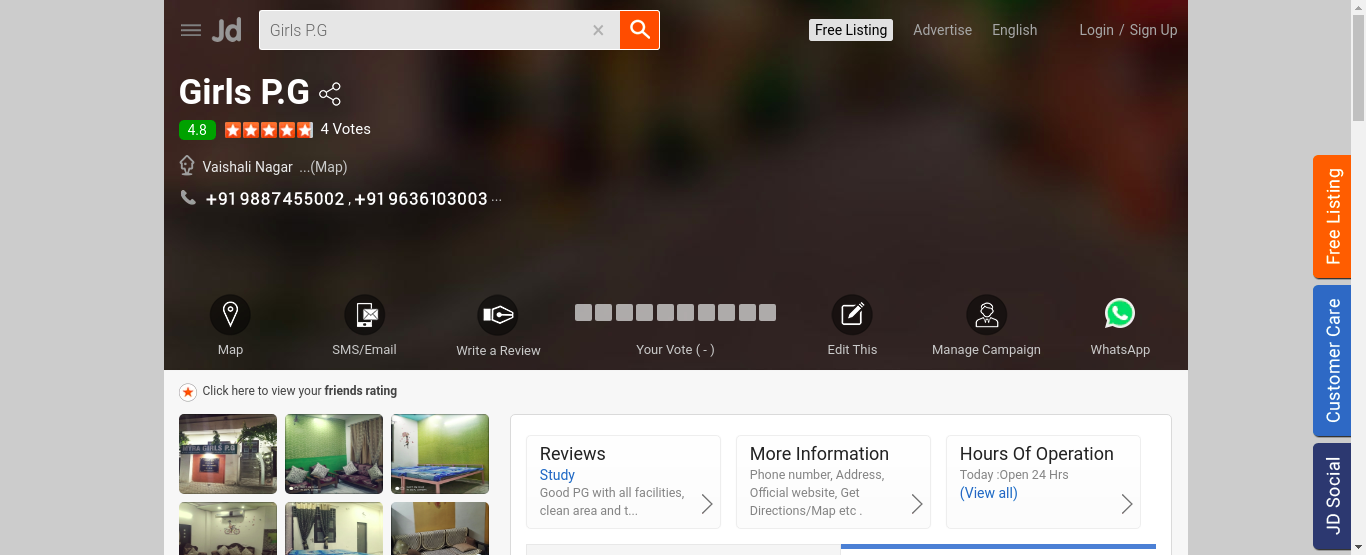 Jd
Girls P.G ×
Free Listing Advertise English Login / Sign Up
Girls P.G
4.8 4 Votes
Vaishali Nagar ...(Map)
+91 9887455002 , +91 9636103003 ...
Map SMS/Email Write a Review Your Vote ( - ) Edit This Manage Campaign WhatsApp
Click here to view your friends rating
GIRLS P.G
Reviews
Study
Good PG with all facilities,
clean area and t...
More Information
Phone number, Address,
Official website, Get
Directions/Map etc .
Hours Of Operation
Today :Open 24 Hrs
(View all)
Free Listing
Customer Care
JD Social